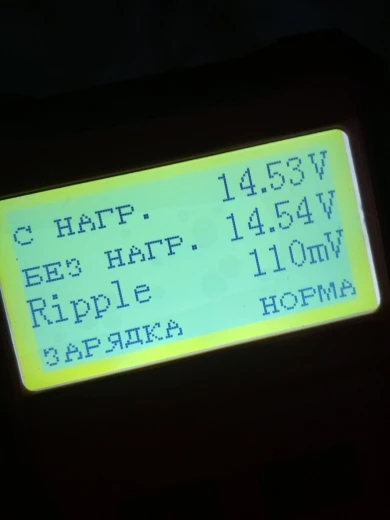 С НАГР. 14.53V
БЕЗ НАГР. 14.54V
Ripple 110mV
ЗАРЯДКА НОРМА